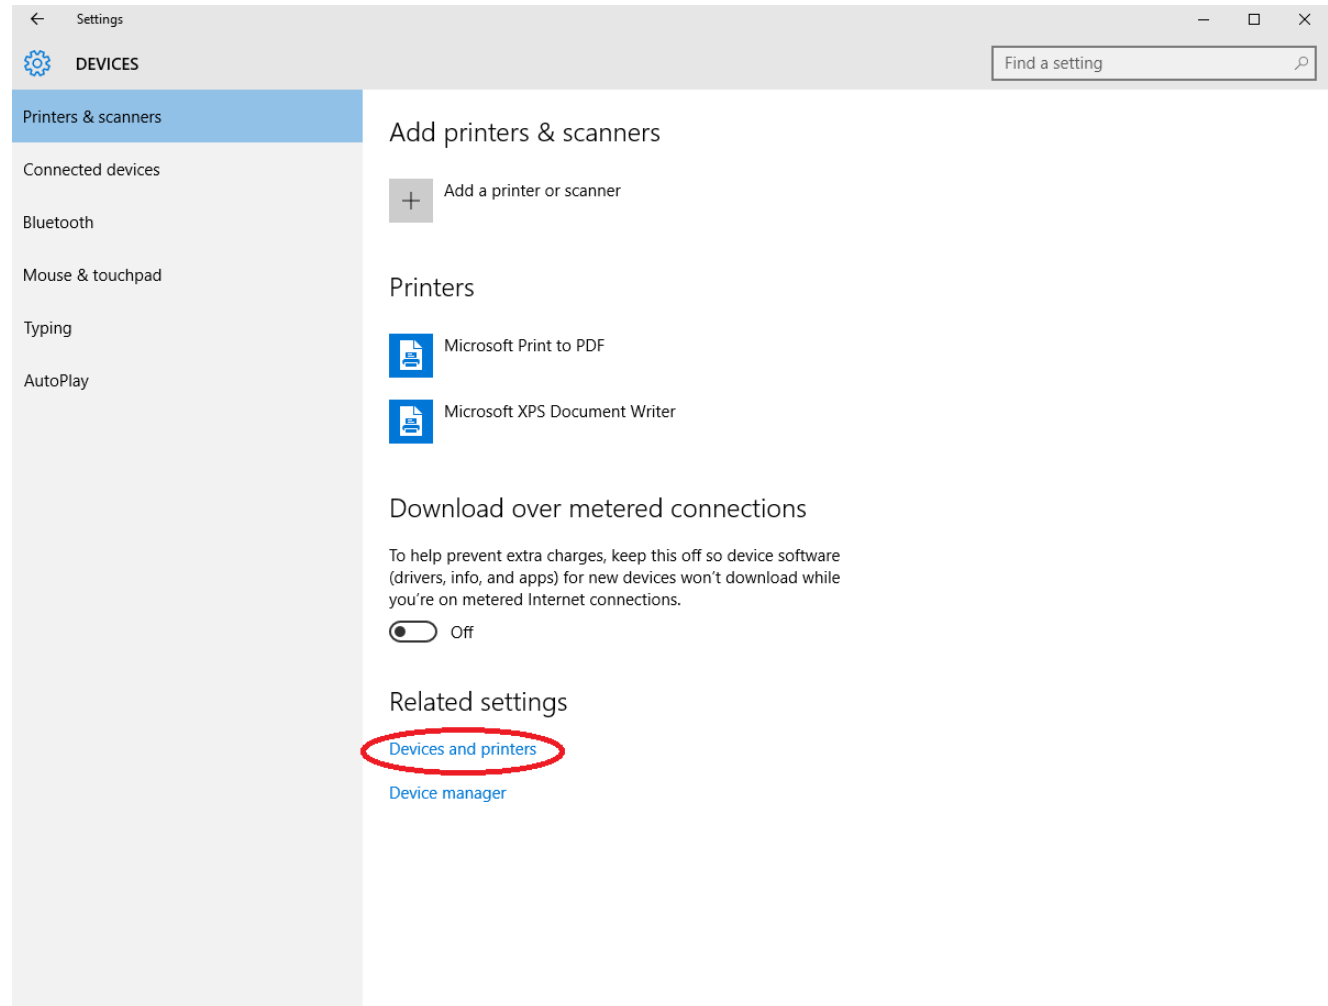 Settings
DEVICES
Find a setting
Printers & scanners
Connected devices
Bluetooth
Mouse & touchpad
Typing
AutoPlay
Add printers & scanners
Add a printer or scanner
Printers
Microsoft Print to PDF
Microsoft XPS Document Writer
Download over metered connections
To help prevent extra charges, keep this off so device software
(drivers, info, and apps) for new devices won't download while
you're on metered Internet connections.
Off
Related settings
Devices and printers
Device manager